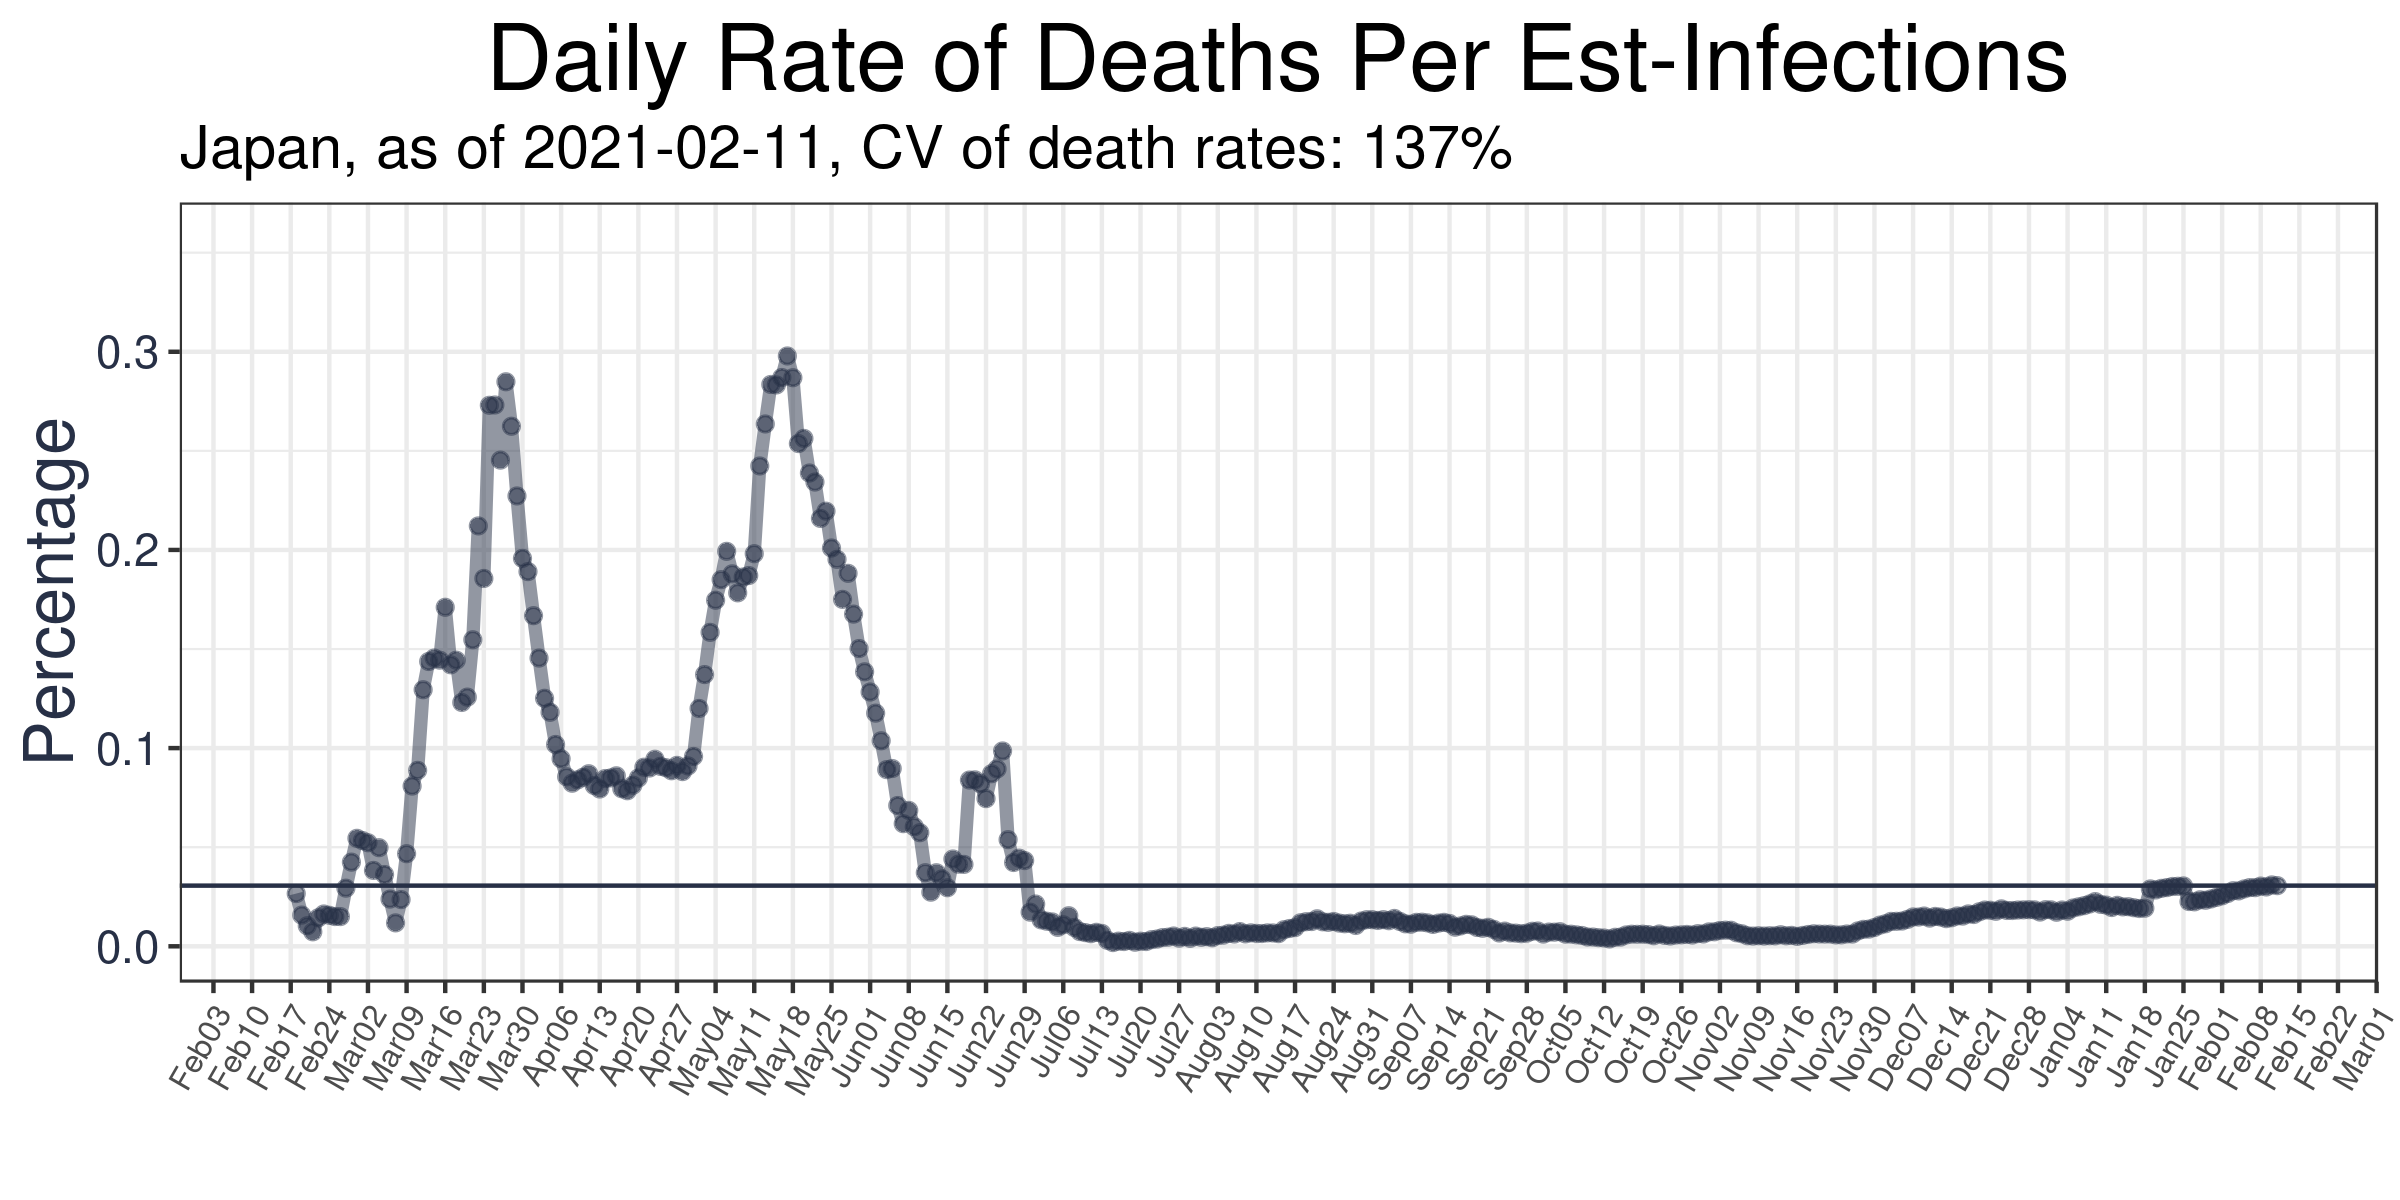 Daily Rate of Deaths Per Est-Infections
Japan, as of 2021-02-11, CV of death rates: 137%
Percentage
0.3
0.2
0.1
0.0
Feb03
Feb10
Feb17
Feb24
Mar02
Mar09
Mar16
Mar23
Mar30
Apr06
Apr13
Apr20
Apr27
May04
May11
May18
May25
Jun01
Jun08
Jun15
Jun22
Jun29
Jul06
Jul13
Jul20
Jul27
Aug03
Aug10
Aug17
Aug24
Aug31
Sep07
Sep14
Sep21
Sep28
Oct05
Oct12
Oct19
Oct26
Nov02
Nov09
Nov16
Nov23
Nov30
Dec07
Dec14
Dec21
Dec28
Jan04
Jan11
Jan18
Jan25
Feb01
Feb08
Feb15
Feb22
Mar01